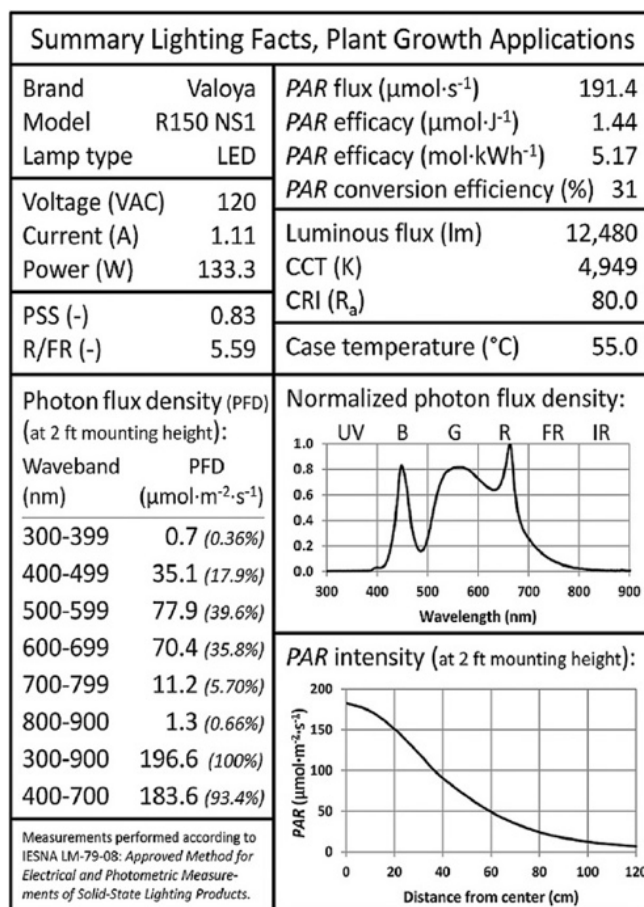 Summary Lighting Facts, Plant Growth Applications
Brand Valoya
Model R150 NS1
Lamp type LED
Voltage (VAC) 120
Current (A) 1.11
Power (W) 133.3
PSS (-) 0.83
R/FR (-) 5.59
PAR flux (µmol·s⁻¹) 191.4
PAR efficacy (µmol·J⁻¹) 1.44
PAR efficacy (mol·kWh⁻¹) 5.17
PAR conversion efficiency (%) 31
Luminous flux (lm) 12,480
CCT (K) 4,949
CRI (Rₐ) 80.0
Case temperature (°C) 55.0
Photon flux density (PFD)
(at 2 ft mounting height):
Waveband PFD
(nm) (µmol·m⁻²·s⁻¹)
300-399 0.7 (0.36%)
400-499 35.1 (17.9%)
500-599 77.9 (39.6%)
600-699 70.4 (35.8%)
700-799 11.2 (5.70%)
800-900 1.3 (0.66%)
300-900 196.6 (100%)
400-700 183.6 (93.4%)
Measurements performed according to
IESNA LM-79-08: Approved Method for
Electrical and Photometric Measure-
ments of Solid-State Lighting Products.
Normalized photon flux density:
UV B G R FR IR
1.0
0.8
0.6
0.4
0.2
0.0
300 400 500 600 700 800 900
Wavelength (nm)
PAR intensity (at 2 ft mounting height):
PAR (µmol·m⁻²·s⁻¹)
200
150
100
50
0
0 20 40 60 80 100 120
Distance from center (cm)